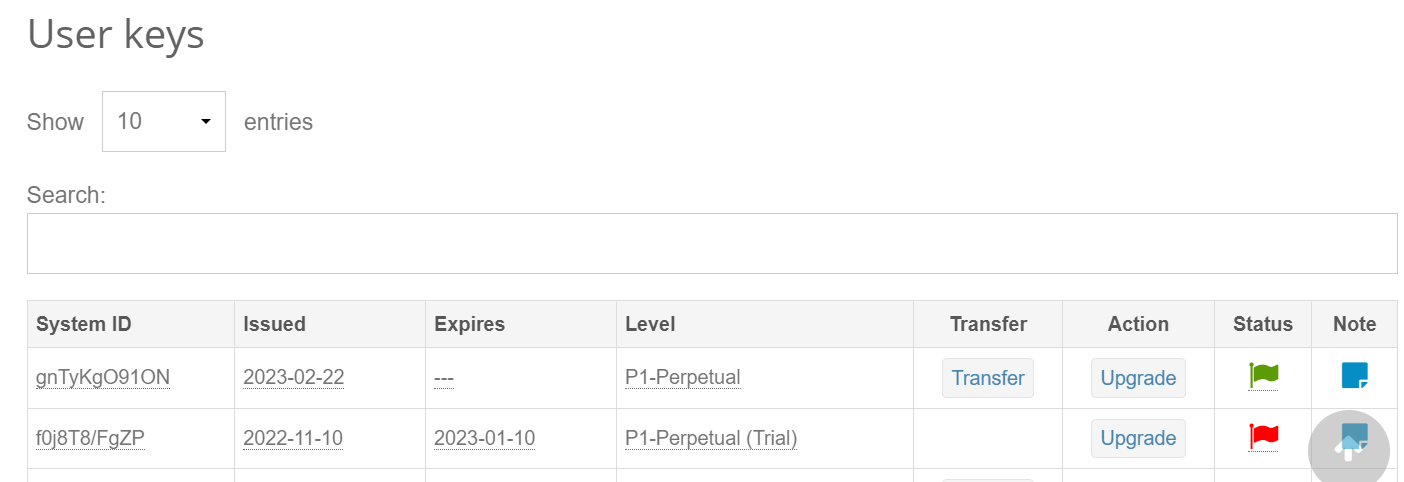 User keys
Show 10 entries
Search:
System ID Issued Expires Level Transfer Action Status Note
gnTyKgO91ON 2023-02-22 --- P1-Perpetual Transfer Upgrade
f0j8T8/FgZP 2022-11-10 2023-01-10 P1-Perpetual (Trial) Upgrade